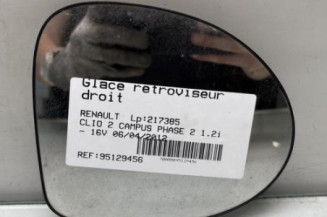 Glace retroviseur
droit
RENAULT Lp:217385
CLIO 2 CAMPUS PHASE 2 1.2i
- 16V 06/04/2012
REF:95129456